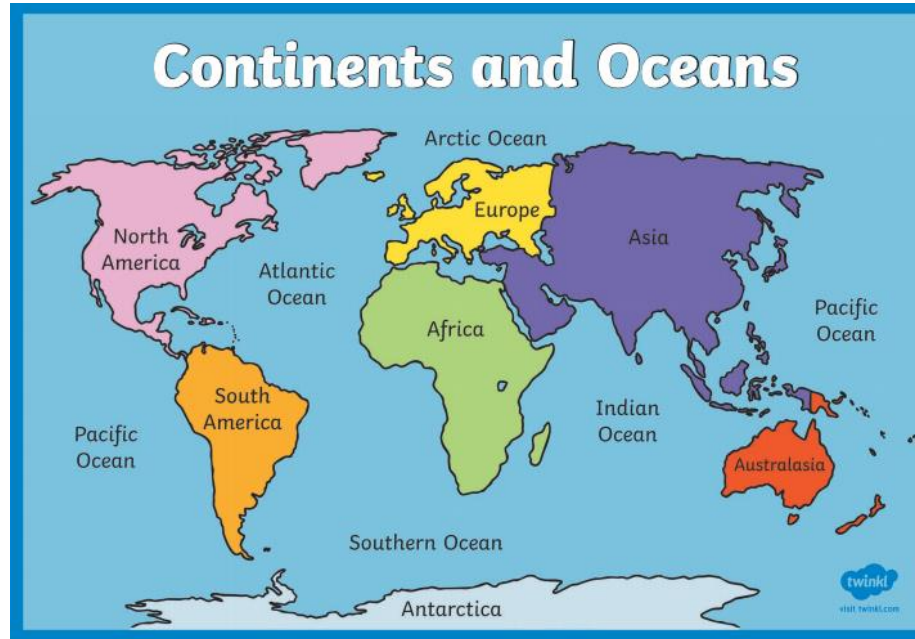 Continents and Oceans
Arctic Ocean
North
America
Europe
Asia
Atlantic
Ocean
Africa
Pacific
Ocean
South
America
Indian
Ocean
Pacific
Ocean
Australasia
Southern Ocean
Antarctica
twinkl
visit twinkl.com